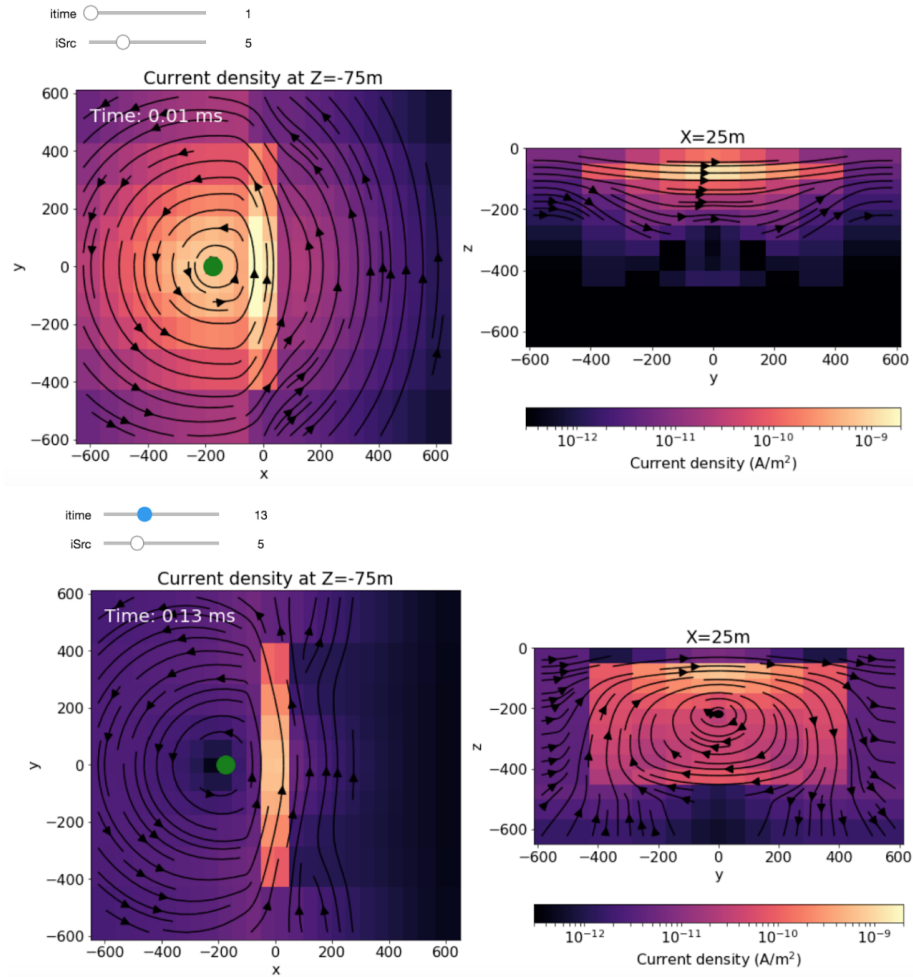 itime 1
iSrc 5
Current density at Z=-75m
Time: 0.01 ms
600
400
200
0
−200
−400
−600
y
−600 −400 −200 0 200 400 600
x
X=25m
0
−200
−400
−600
z
−600 −400 −200 0 200 400 600
y
10⁻¹² 10⁻¹¹ 10⁻¹⁰ 10⁻⁹
Current density (A/m²)
itime 13
iSrc 5
Current density at Z=-75m
Time: 0.13 ms
600
400
200
0
−200
−400
−600
y
−600 −400 −200 0 200 400 600
x
X=25m
0
−200
−400
−600
z
−600 −400 −200 0 200 400 600
y
10⁻¹² 10⁻¹¹ 10⁻¹⁰ 10⁻⁹
Current density (A/m²)